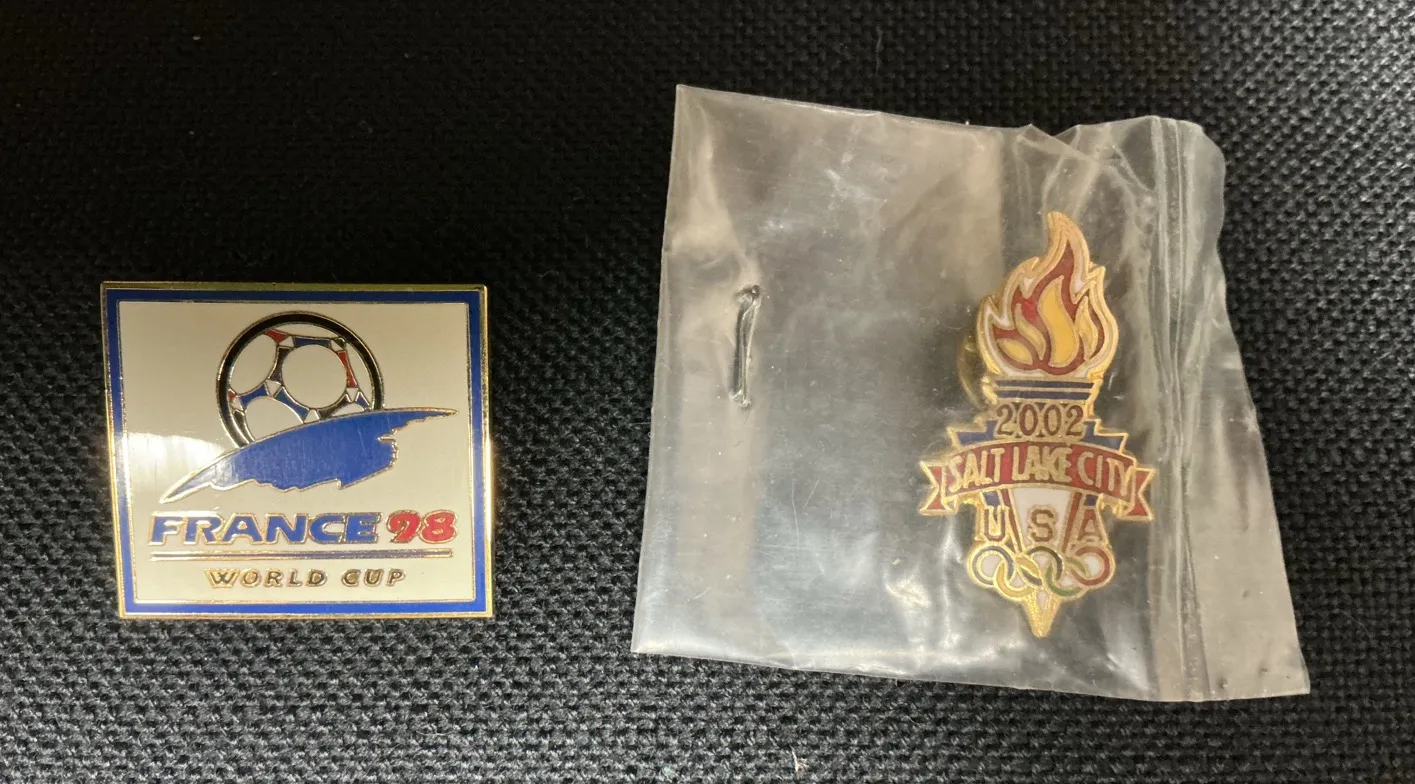 FRANCE 98
WORLD CUP
2002
SALT LAKE CITY
USA